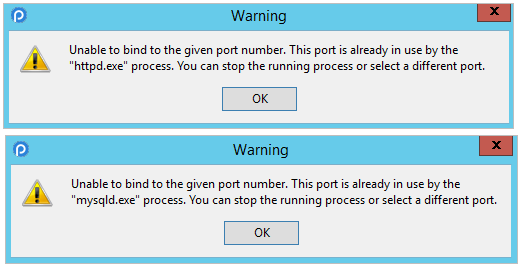 Warning
x
Unable to bind to the given port number. This port is already in use by the
"httpd.exe" process. You can stop the running process or select a different port.
OK
Warning
x
Unable to bind to the given port number. This port is already in use by the
"mysqld.exe" process. You can stop the running process or select a different port.
OK